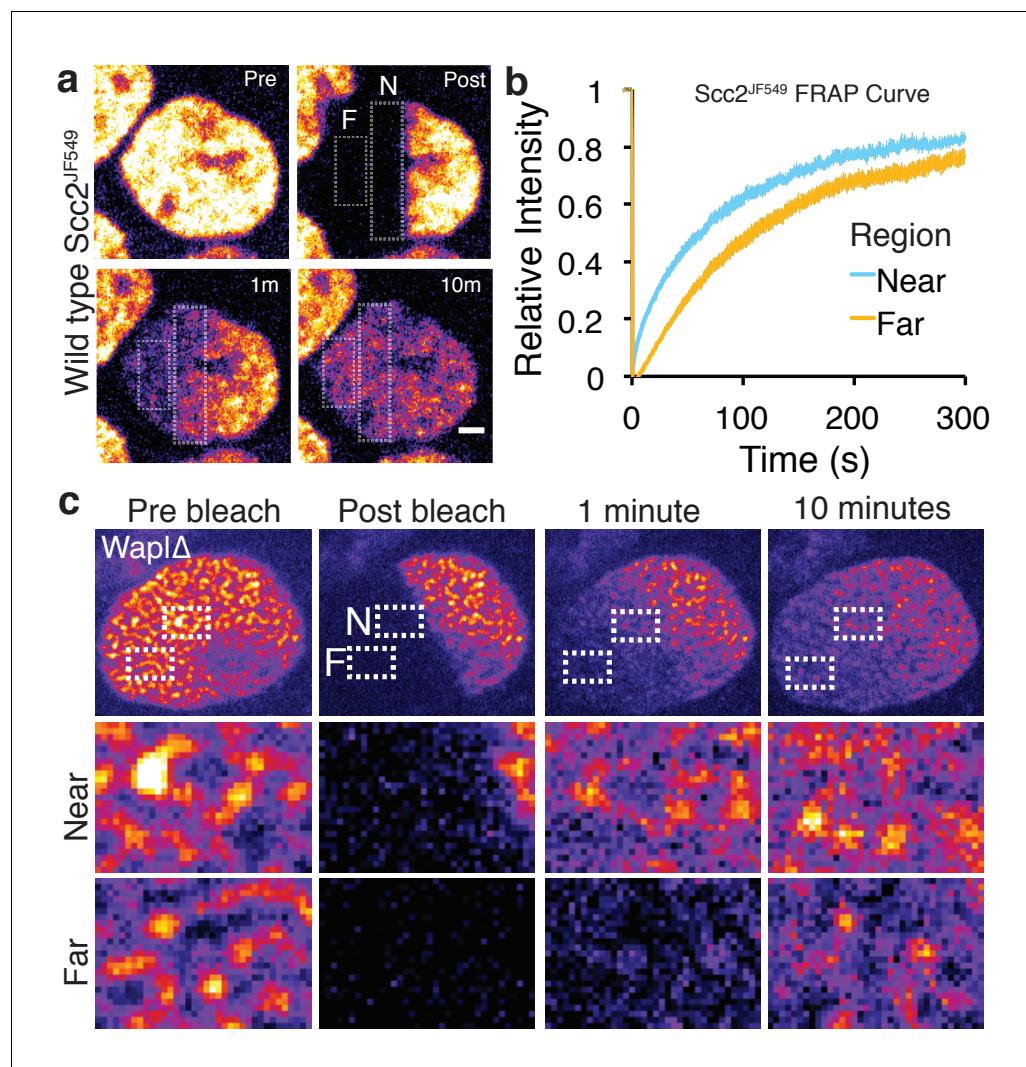 a
Wild type Scc2JF549
Pre
Post
N
F
1m
10m
b
Scc2JF549 FRAP Curve
Relative Intensity
1
0.8
0.6
0.4
0.2
0
0
100
200
300
Time (s)
Region
Near
Far
c
Pre bleach
Post bleach
1 minute
10 minutes
WaplΔ
N
F
Near
Far